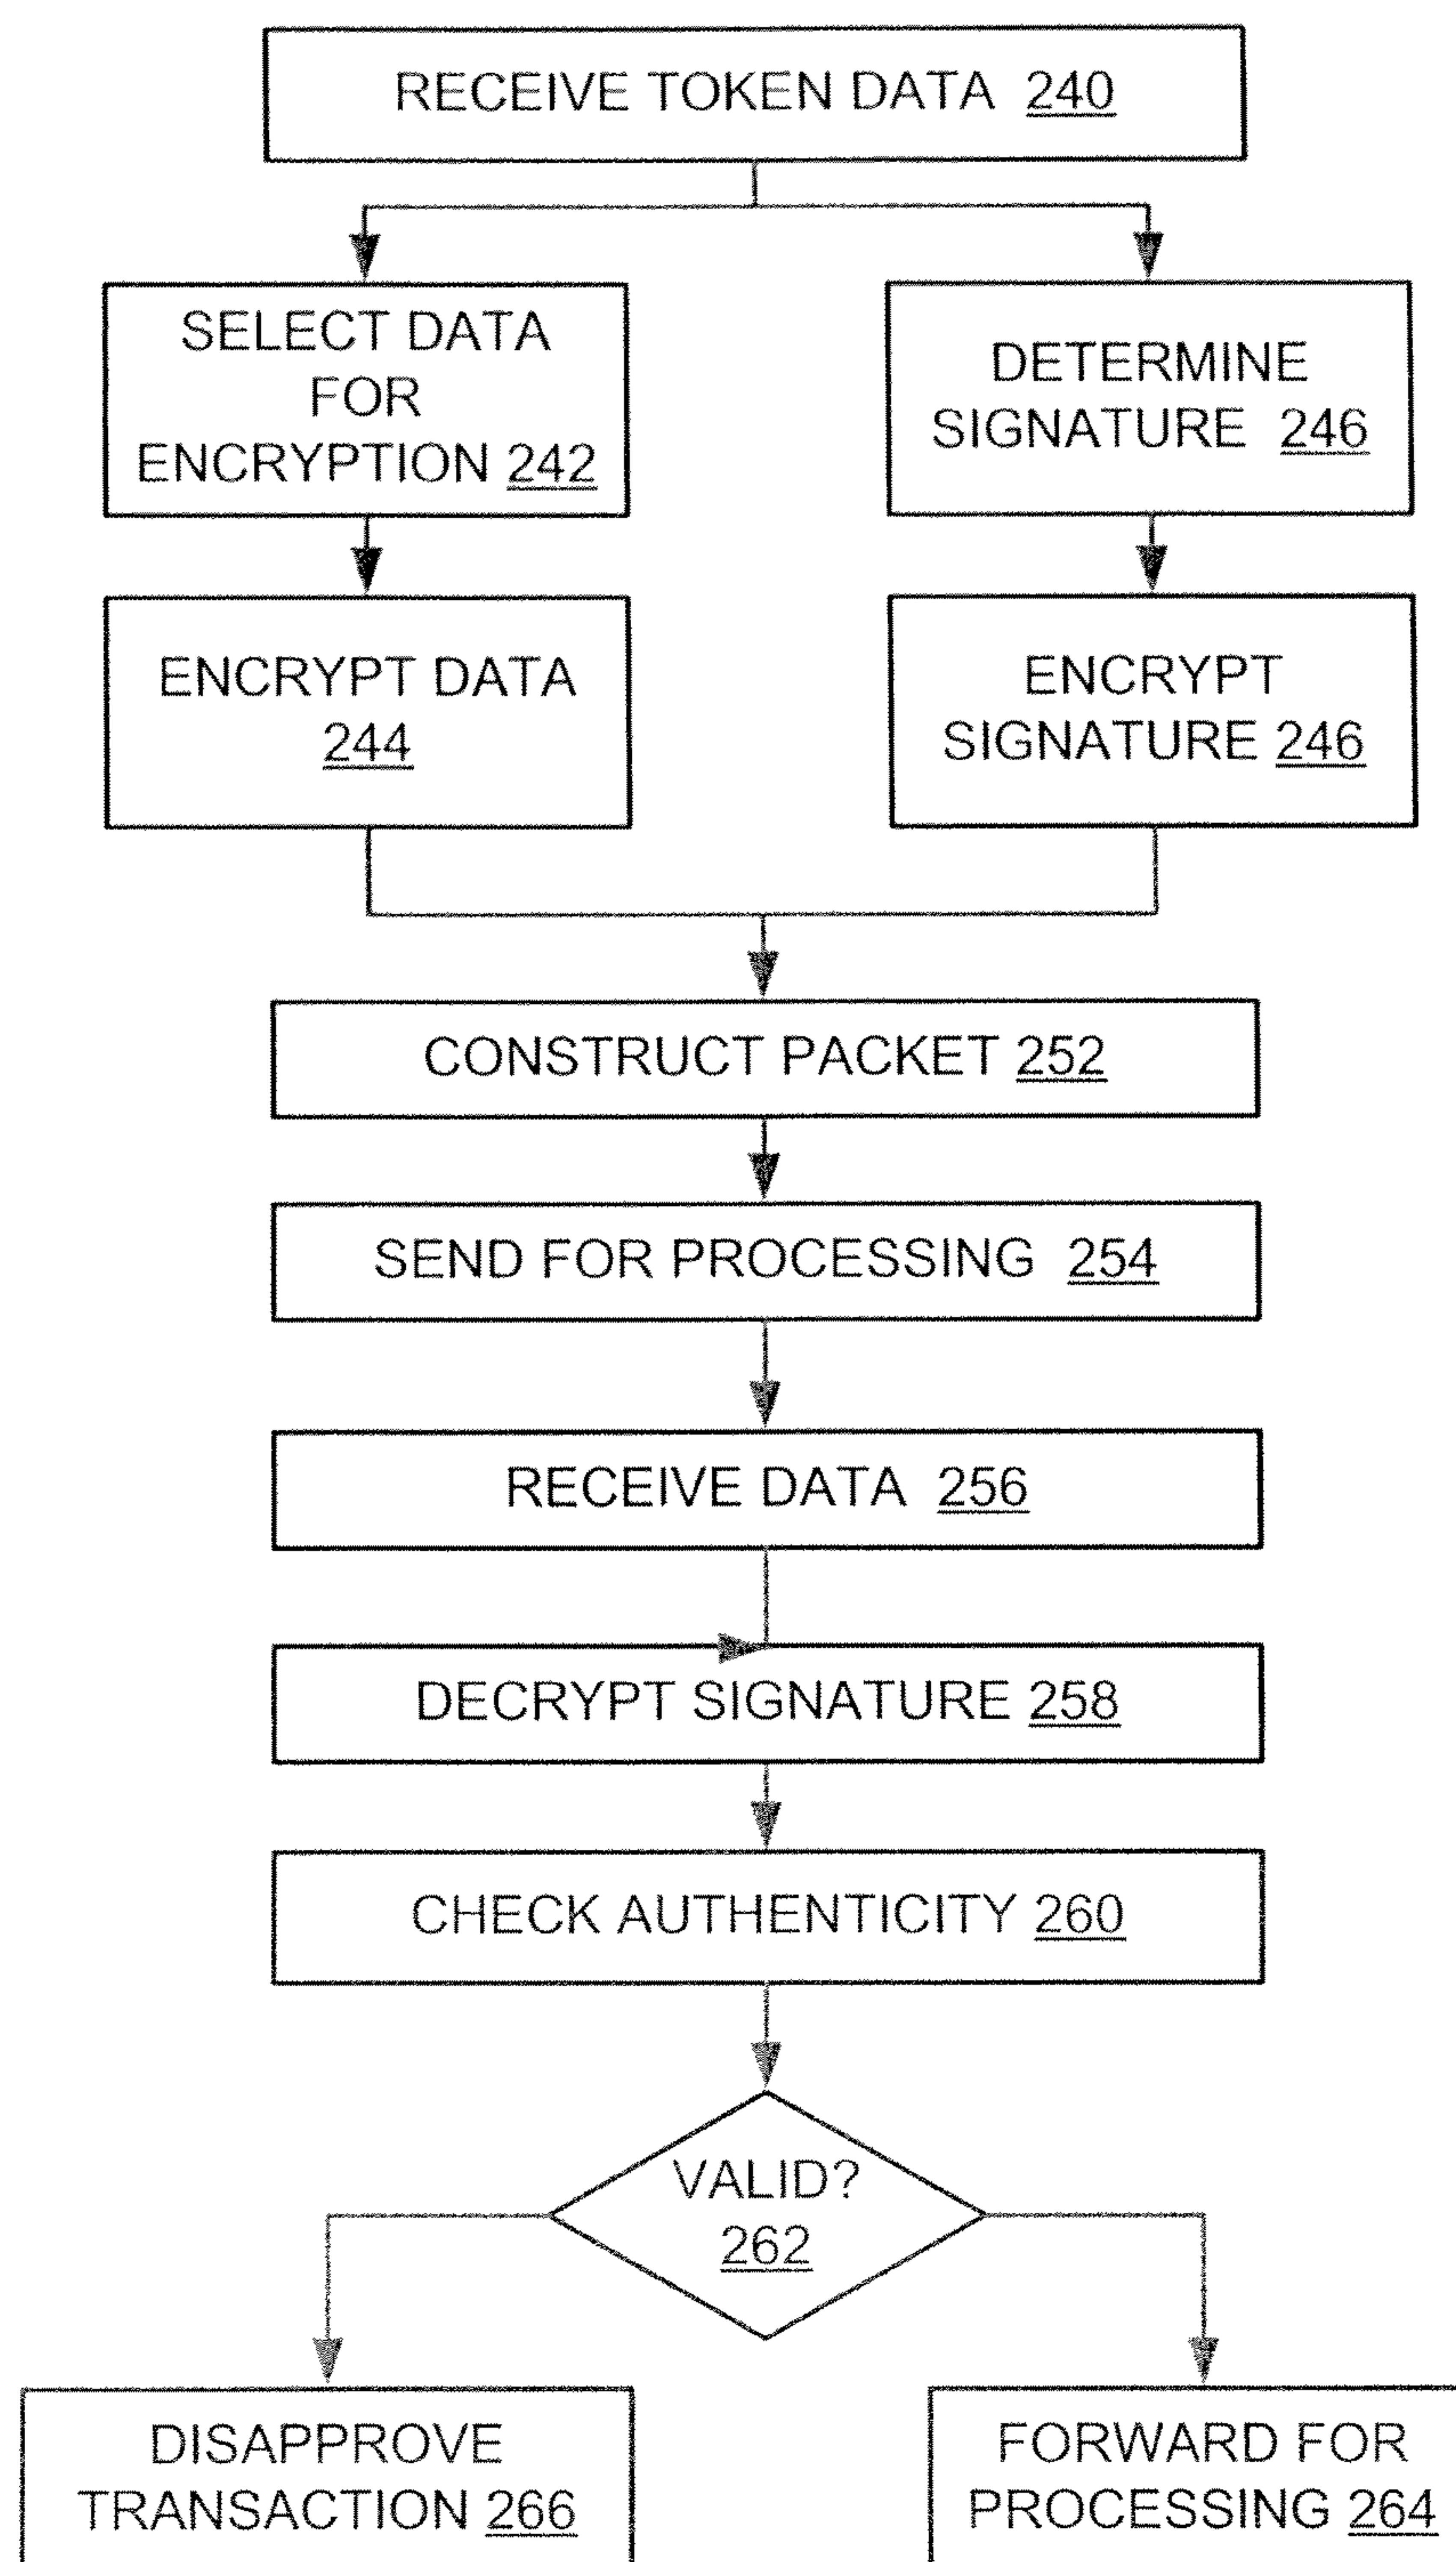 RECEIVE TOKEN DATA 240
SELECT DATA
FOR
ENCRYPTION 242
DETERMINE
SIGNATURE 246
ENCRYPT DATA
244
ENCRYPT
SIGNATURE 246
CONSTRUCT PACKET 252
SEND FOR PROCESSING 254
RECEIVE DATA 256
DECRYPT SIGNATURE 258
CHECK AUTHENTICITY 260
VALID?
262
DISAPPROVE
TRANSACTION 266
FORWARD FOR
PROCESSING 264